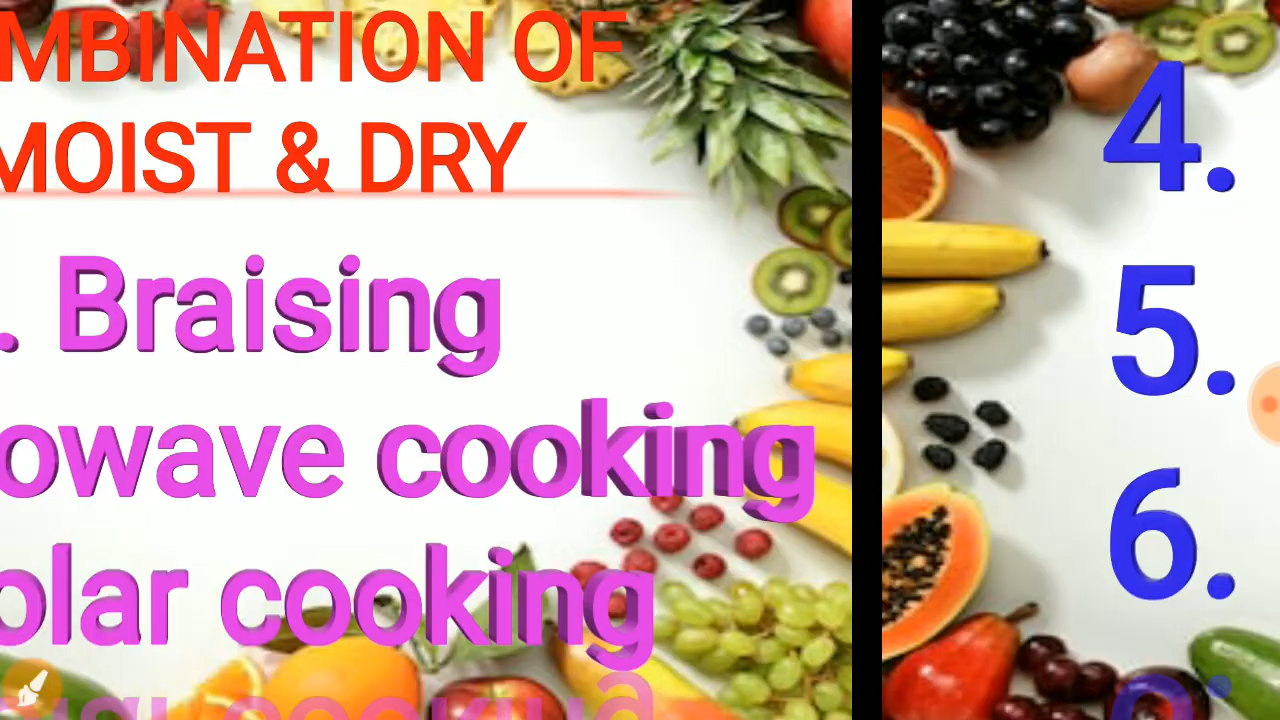 MBINATION OF
MOIST & DRY
. Braising
owave cooking
olar cooking
4.
5.
6.